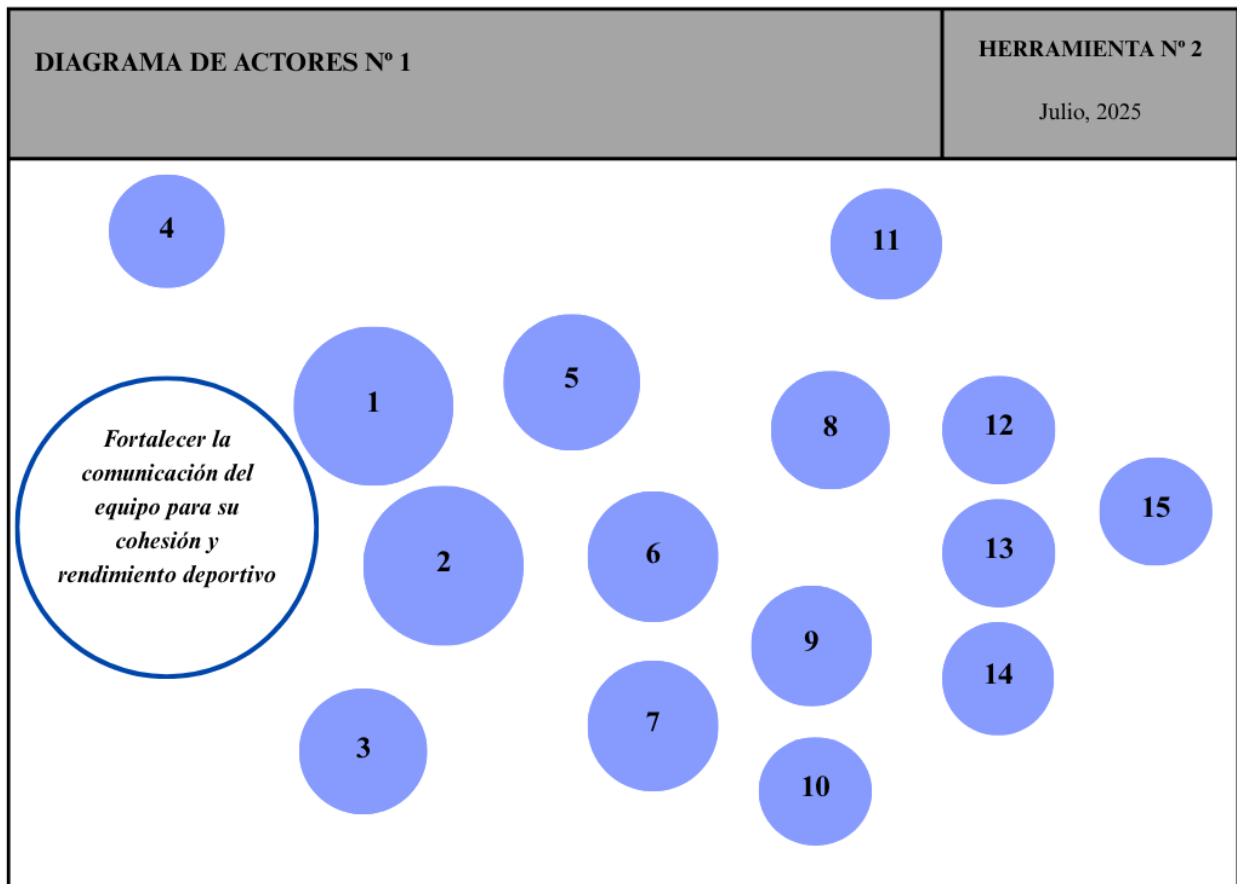 DIAGRAMA DE ACTORES Nº 1
HERRAMIENTA Nº 2
Julio, 2025
4
11
1
5
8
12
Fortalecer la
comunicación del
equipo para su
cohesión y
rendimiento deportivo
15
2
6
13
9
14
3
7
10